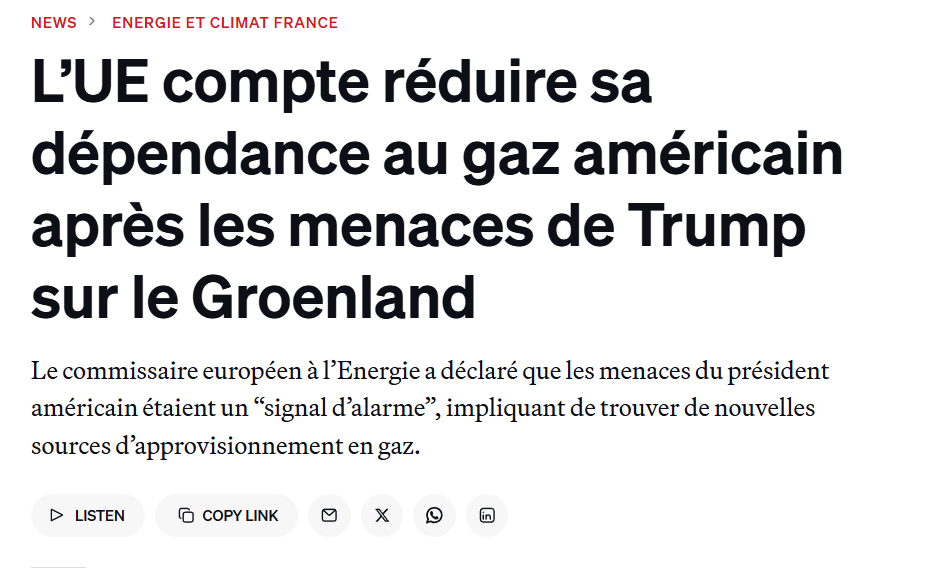 NEWS > ENERGIE ET CLIMAT FRANCE
L’UE compte réduire sa
dépendance au gaz américain
après les menaces de Trump
sur le Groenland
Le commissaire européen à l’Energie a déclaré que les menaces du président
américain étaient un “signal d’alarme”, impliquant de trouver de nouvelles
sources d’approvisionnement en gaz.
LISTEN COPY LINK